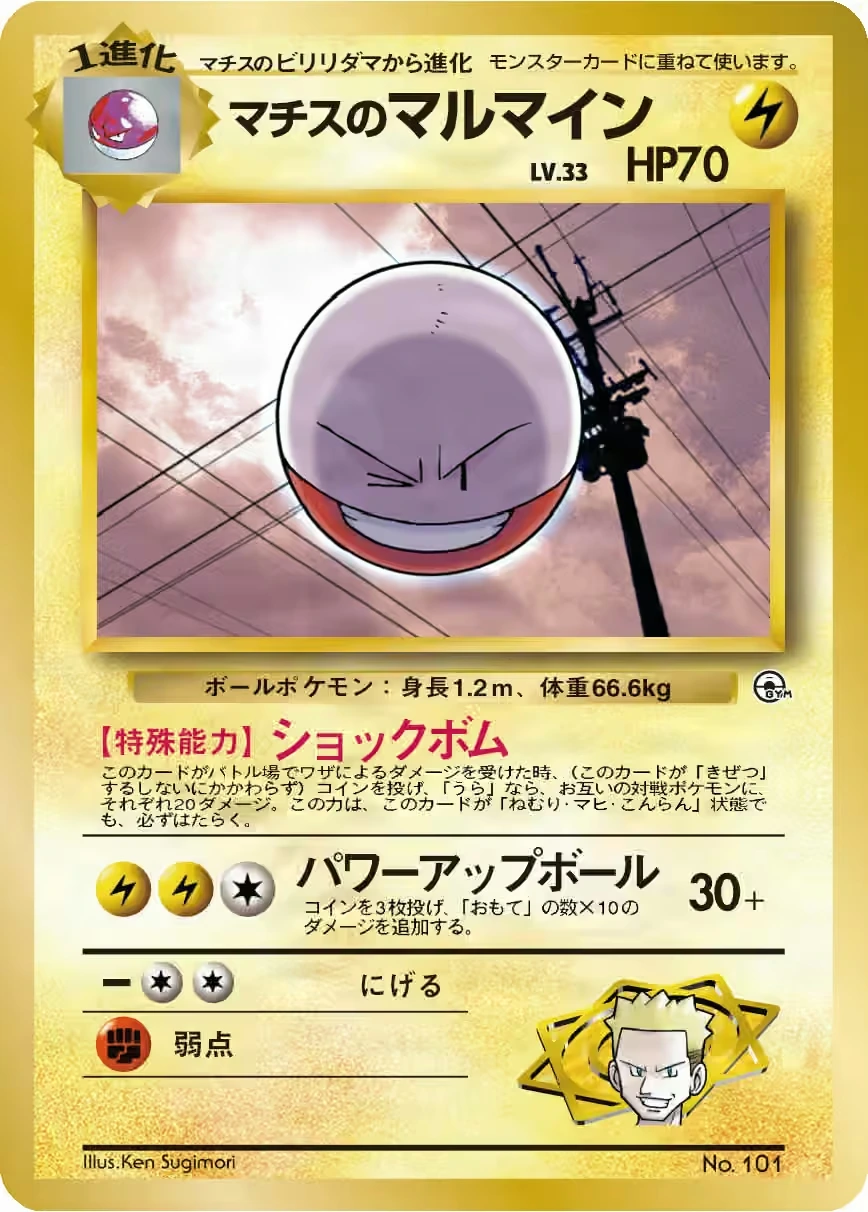 1進化
マチスのビリリダマから進化 モンスターカードに重ねて使います。
マチスのマルマイン
LV.33 HP70
ボールポケモン：身長1.2m、体重66.6kg
GYM
【特殊能力】ショックボム
このカードがバトル場でワザによるダメージを受けた時、（このカードが「きぜつ」
するしないにかかわらず）コインを投げ、「うら」なら、お互いの対戦ポケモンに、
それぞれ20ダメージ。この力は、このカードが「ねむり・マヒ・こんらん」状態で
も、必ずはたらく。
パワーアップボール 30+
コインを3枚投げ、「おもて」の数×10の
ダメージを追加する。
ー にげる
弱点
Illus.Ken Sugimori
No. 101